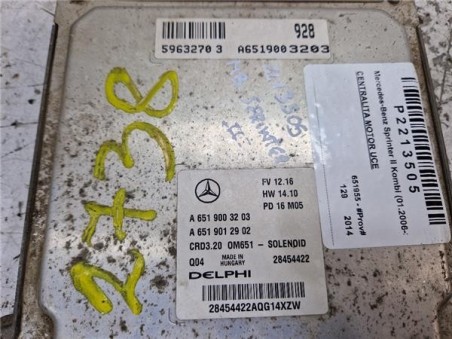 928
5963270 3 A6519003203
2738
P2213505
Mercedes-Benz Sprinter II Kombi (01.2006-
CENTRALITA MOTOR UCE
651955 - #Prov#
129 2014
FV 12.16
HW 14.10
PD 16 M05
A 651 900 32 03
A 651 901 29 02
CRD3.20 OM651 - SOLENOID
Q04 MADE IN HUNGARY 28454422
DELPHI
28454422AQG14XZW